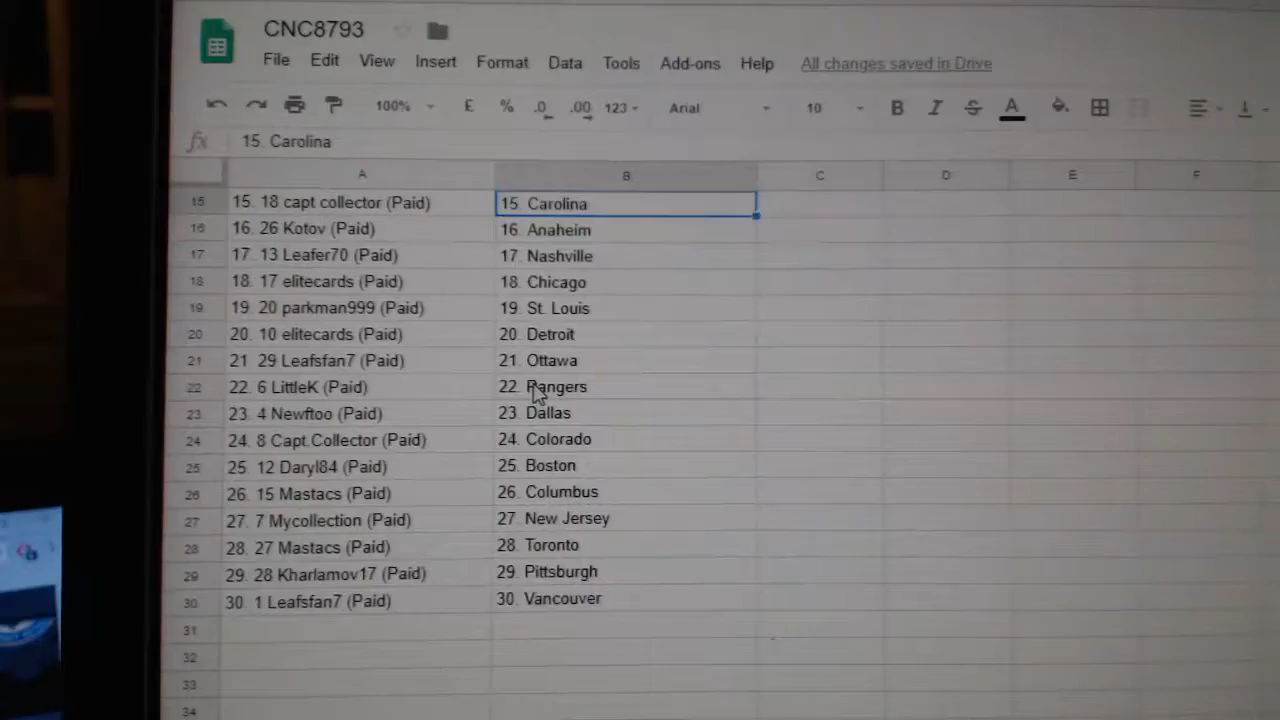 CNC8793
File Edit View Insert Format Data Tools Add-ons Help All changes saved in Drive
100% £ % .0 .00 123 Arial 10 B I S A
fx 15. Carolina
A B C D E F
15 15. 18 capt collector (Paid) 15. Carolina
16 16. 26 Kotov (Paid) 16. Anaheim
17 17. 13 Leafer70 (Paid) 17. Nashville
18 18. 17 elitecards (Paid) 18. Chicago
19 19. 20 parkman999 (Paid) 19. St. Louis
20 20. 10 elitecards (Paid) 20. Detroit
21 21. 29 Leafsfan7 (Paid) 21. Ottawa
22 22. 6 LittleK (Paid) 22. Rangers
23 23. 4 Newftoo (Paid) 23. Dallas
24 24. 8 Capt.Collector (Paid) 24. Colorado
25 25. 12 Daryl84 (Paid) 25. Boston
26 26. 15 Mastacs (Paid) 26. Columbus
27 27. 7 Mycollection (Paid) 27. New Jersey
28 28. 27 Mastacs (Paid) 28. Toronto
29 29. 28 Kharlamov17 (Paid) 29. Pittsburgh
30 30. 1 Leafsfan7 (Paid) 30. Vancouver
31
32
33
34